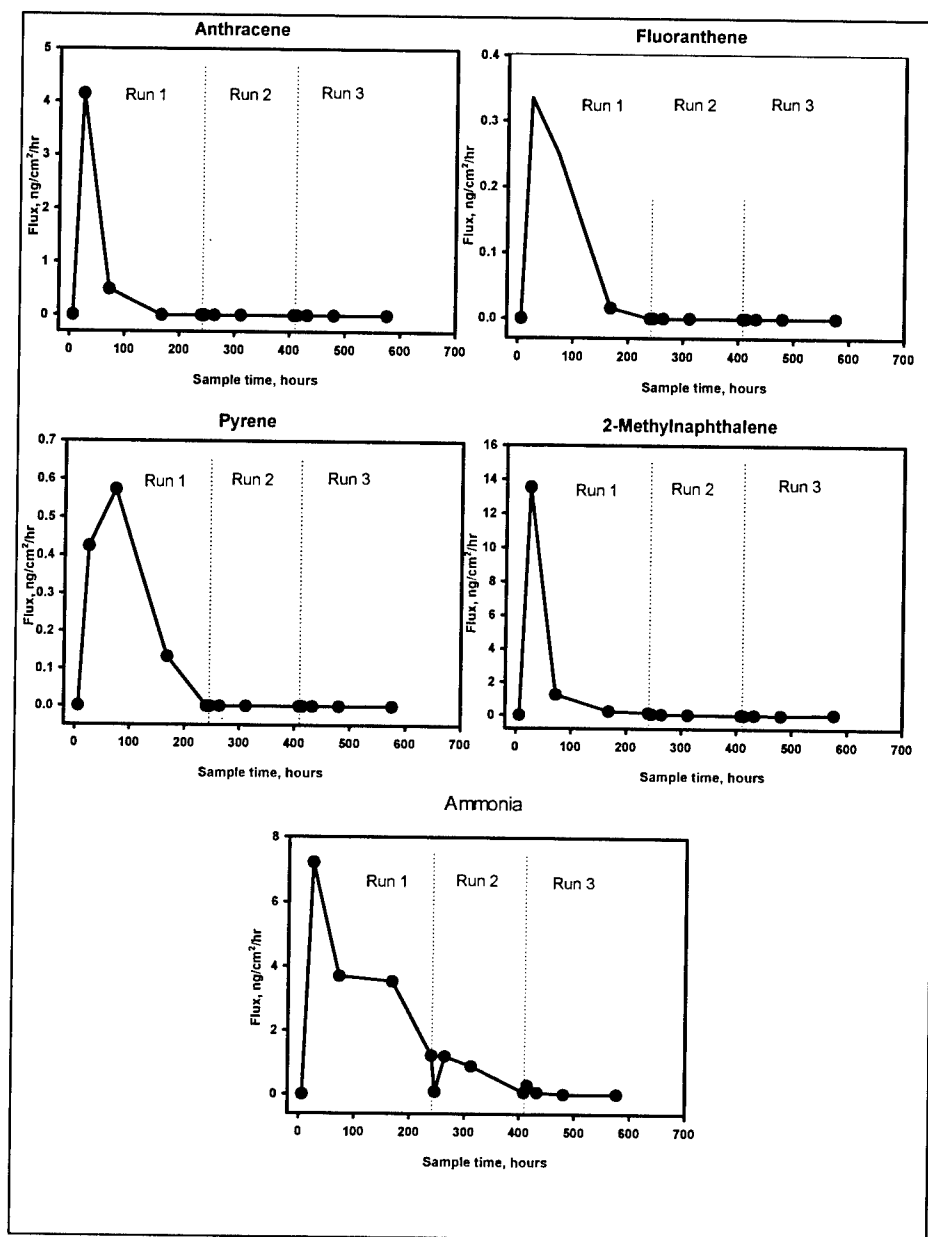 Anthracene
5
4
3
2
1
0
Flux, ng/cm²/hr
Run 1 Run 2 Run 3
0 100 200 300 400 500 600 700
Sample time, hours
Fluoranthene
0.4
0.3
0.2
0.1
0.0
Flux, ng/cm²/hr
Run 1 Run 2 Run 3
0 100 200 300 400 500 600 700
Sample time, hours
Pyrene
0.7
0.6
0.5
0.4
0.3
0.2
0.1
0.0
Flux, ng/cm²/hr
Run 1 Run 2 Run 3
0 100 200 300 400 500 600 700
Sample time, hours
2-Methylnaphthalene
16
14
12
10
8
6
4
2
0
Flux, ng/cm²/hr
Run 1 Run 2 Run 3
0 100 200 300 400 500 600 700
Sample time, hours
Ammonia
8
6
4
2
0
Flux, ng/cm²/hr
Run 1 Run 2 Run 3
0 100 200 300 400 500 600 700
Sample time, hours